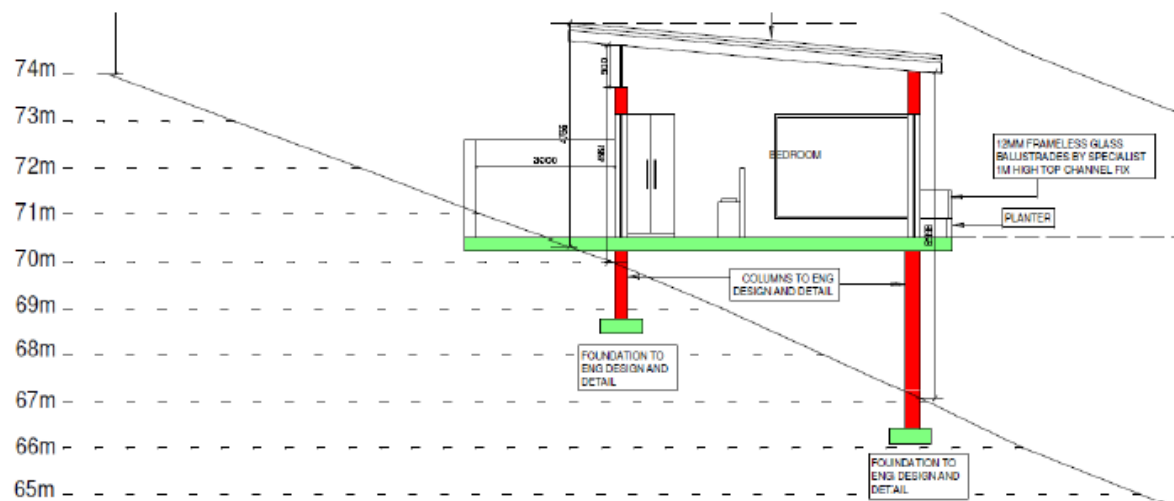 74m
73m
72m
71m
70m
69m
68m
67m
66m
65m
3000
BEDROOM
12MM FRAMELESS GLASS
BALUSTRADES BY SPECIALIST
1M HIGH TOP CHANNEL FIX
PLANTER
COLUMNS TO ENG
DESIGN AND DETAIL
FOUNDATION TO
ENG DESIGN AND
DETAIL
FOUNDATION TO
ENG DESIGN AND
DETAIL